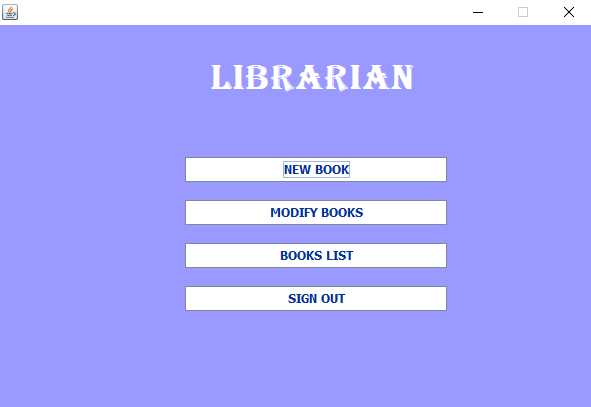 LIBRARIAN
NEW BOOK
MODIFY BOOKS
BOOKS LIST
SIGN OUT